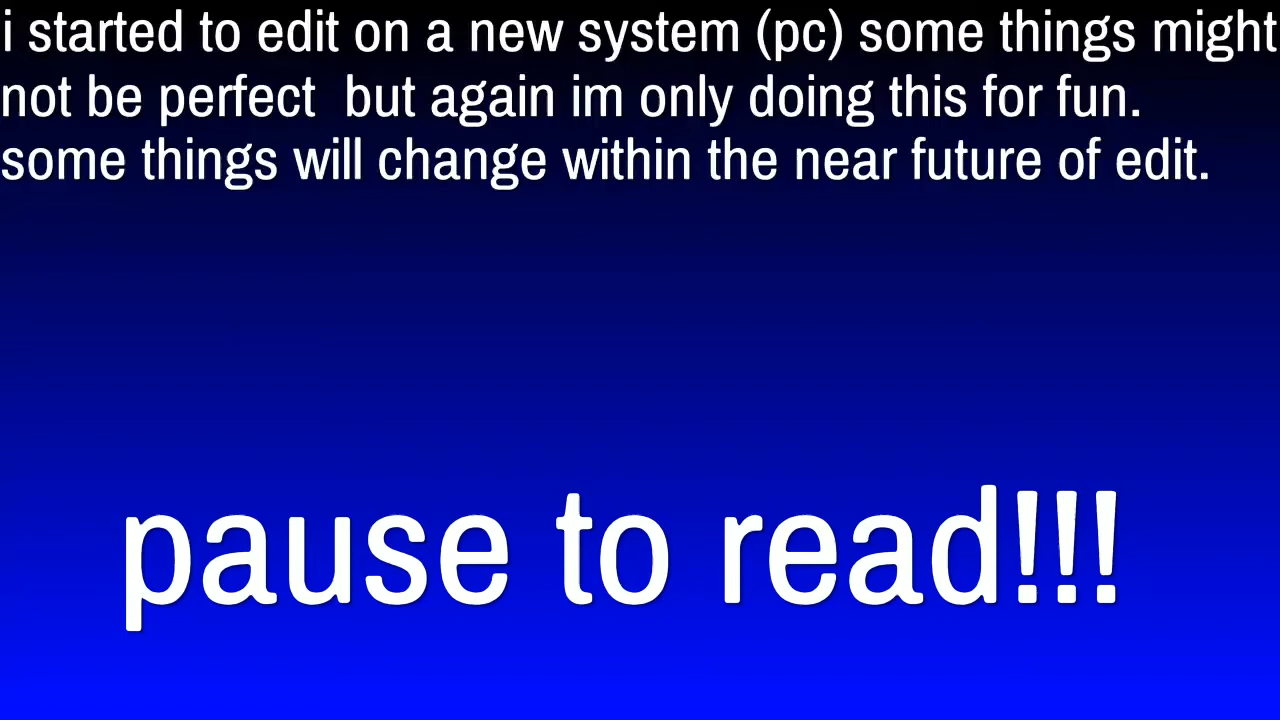 i started to edit on a new system (pc) some things might
not be perfect  but again im only doing this for fun.
some things will change within the near future of edit.
pause to read!!!